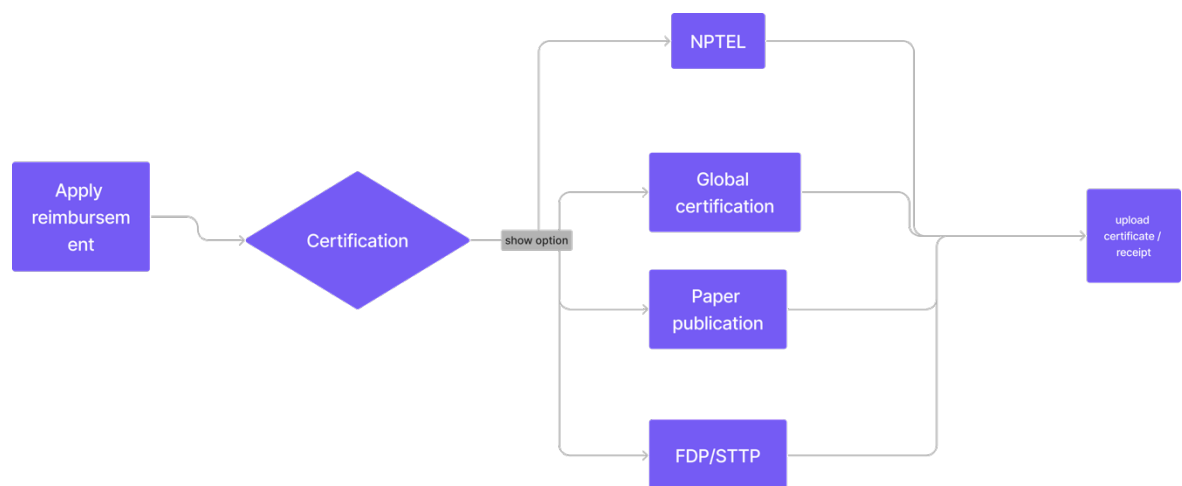 Apply
reimbursem
ent
Certification
show option
NPTEL
Global
certification
Paper
publication
FDP/STTP
upload
certificate /
receipt